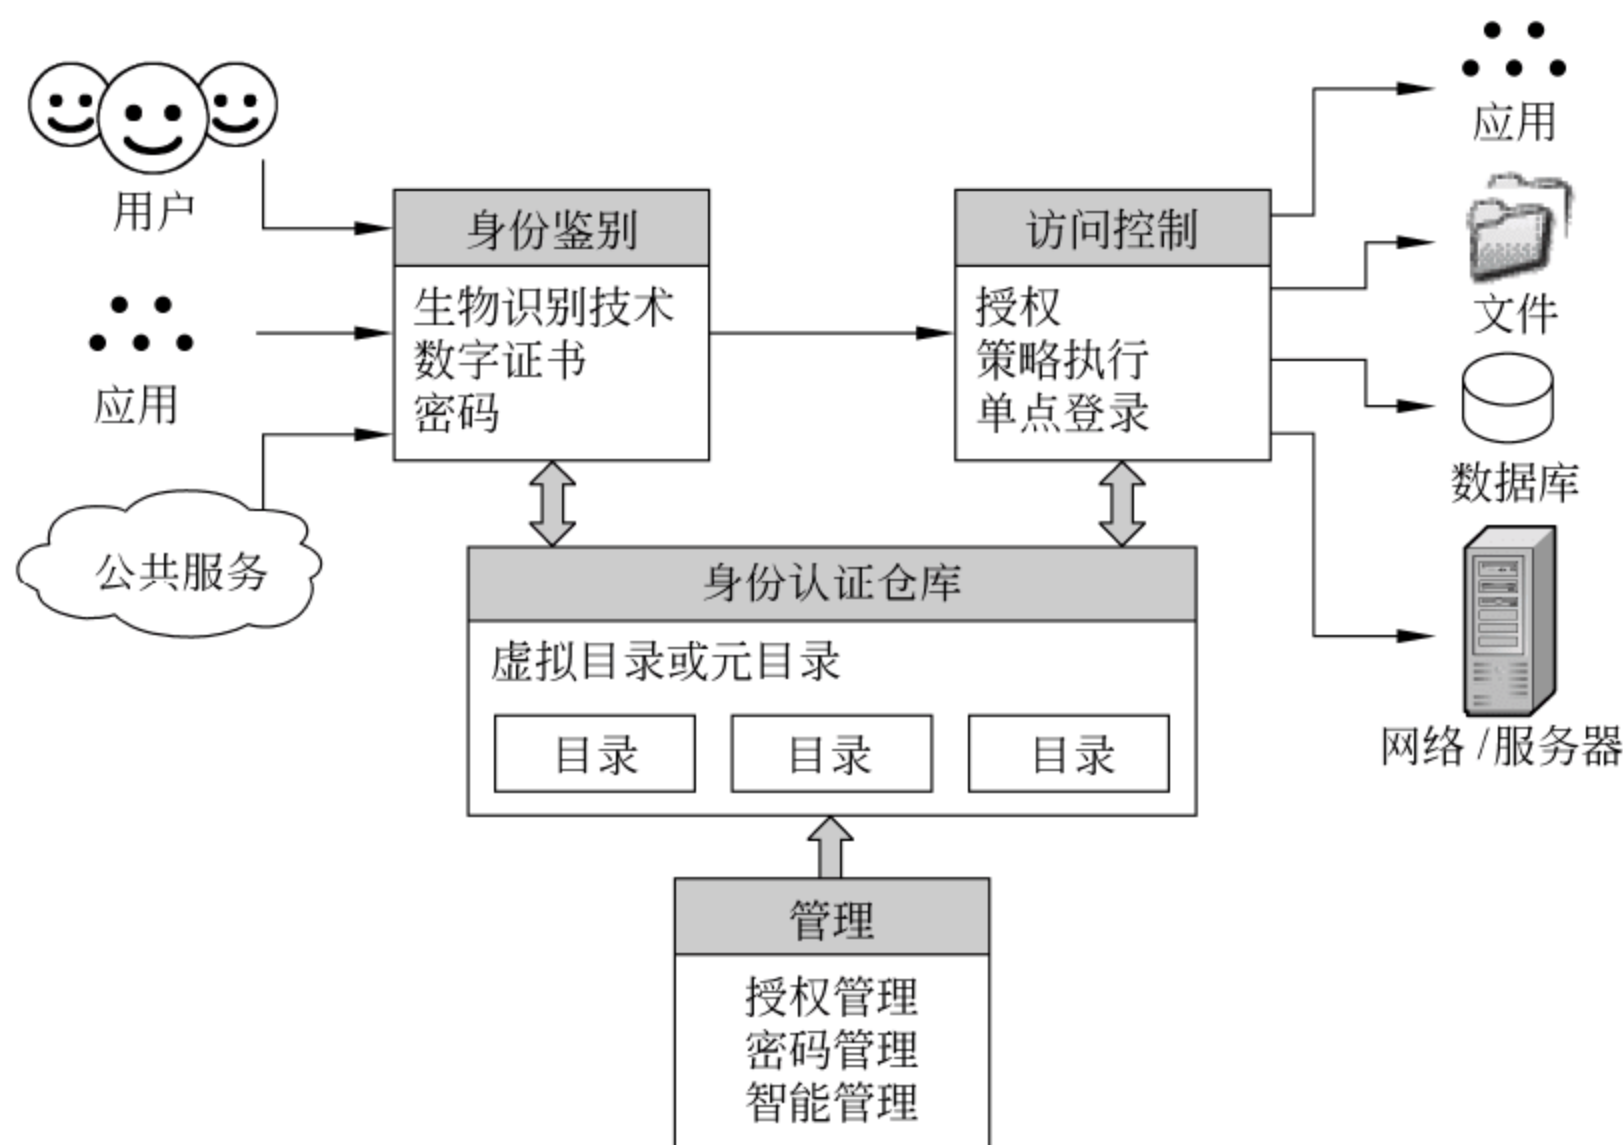 用户
应用
公共服务
身份鉴别
生物识别技术
数字证书
密码
访问控制
授权
策略执行
单点登录
应用
文件
数据库
网络/服务器
身份认证仓库
虚拟目录或元目录
目录
目录
目录
管理
授权管理
密码管理
智能管理